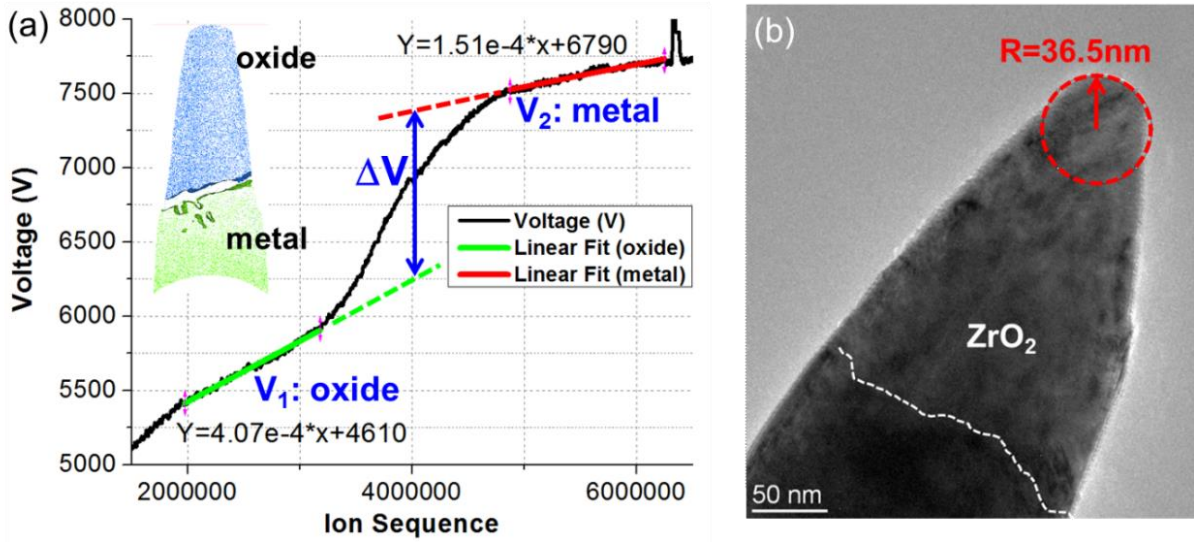 (a)
8000
7500
7000
6500
6000
5500
5000
Voltage (V)
2000000
4000000
6000000
Ion Sequence
oxide
metal
Y=1.51e-4*x+6790
V₂: metal
ΔV
Voltage (V)
Linear Fit (oxide)
Linear Fit (metal)
V₁: oxide
Y=4.07e-4*x+4610
(b)
R=36.5nm
ZrO₂
50 nm